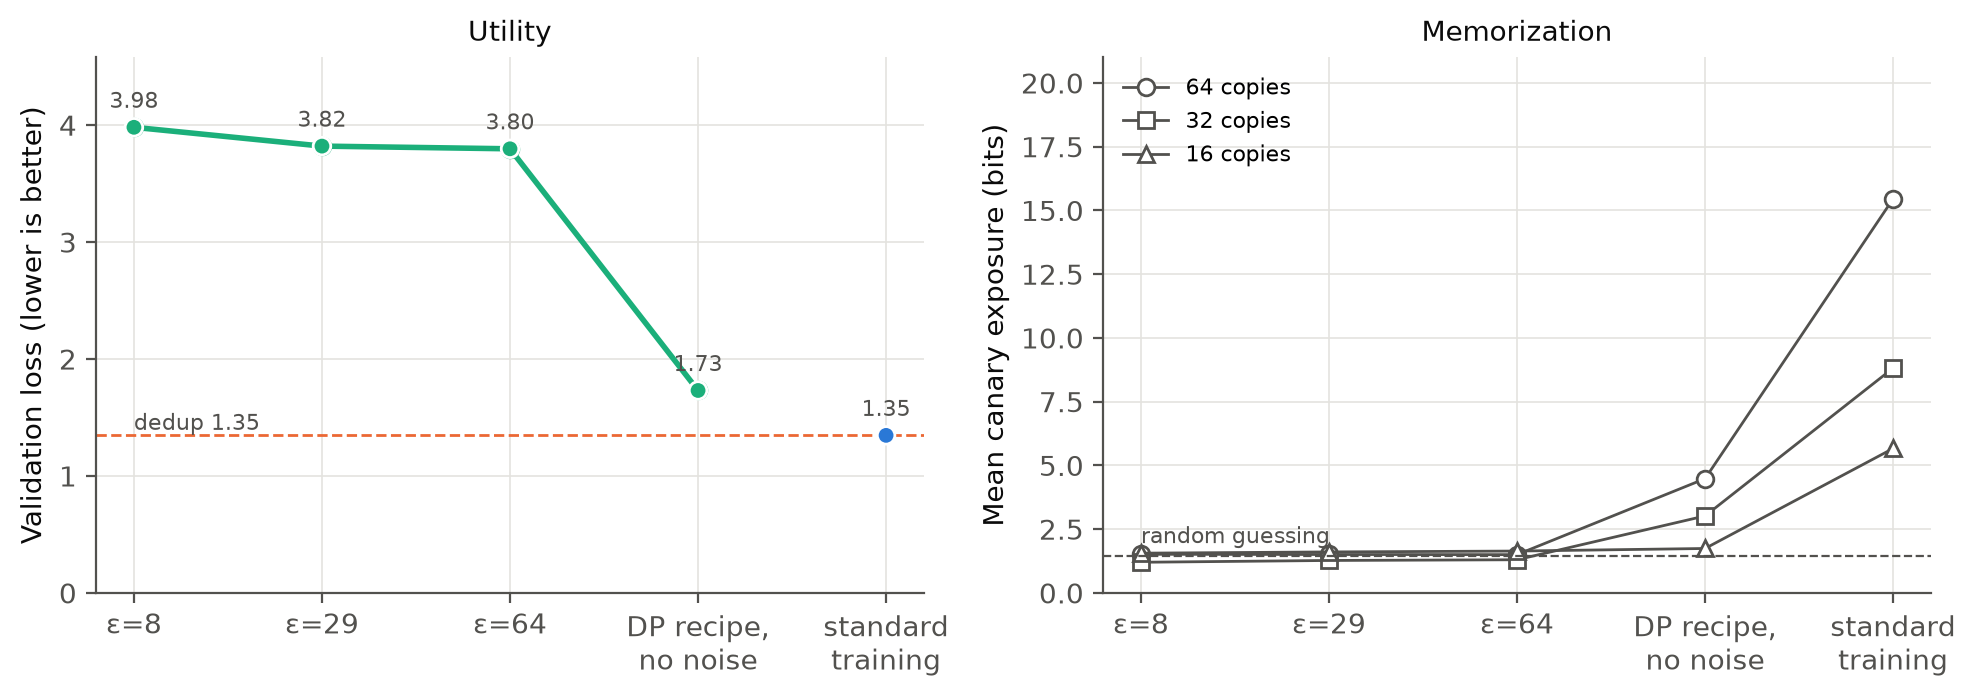 Utility
Validation loss (lower is better)
4
3
2
1
0
3.98
3.82
3.80
1.73
1.35
dedup 1.35
ε=8
ε=29
ε=64
DP recipe,
no noise
standard
training
Memorization
Mean canary exposure (bits)
20.0
17.5
15.0
12.5
10.0
7.5
5.0
2.5
0.0
64 copies
32 copies
16 copies
random guessing
ε=8
ε=29
ε=64
DP recipe,
no noise
standard
training